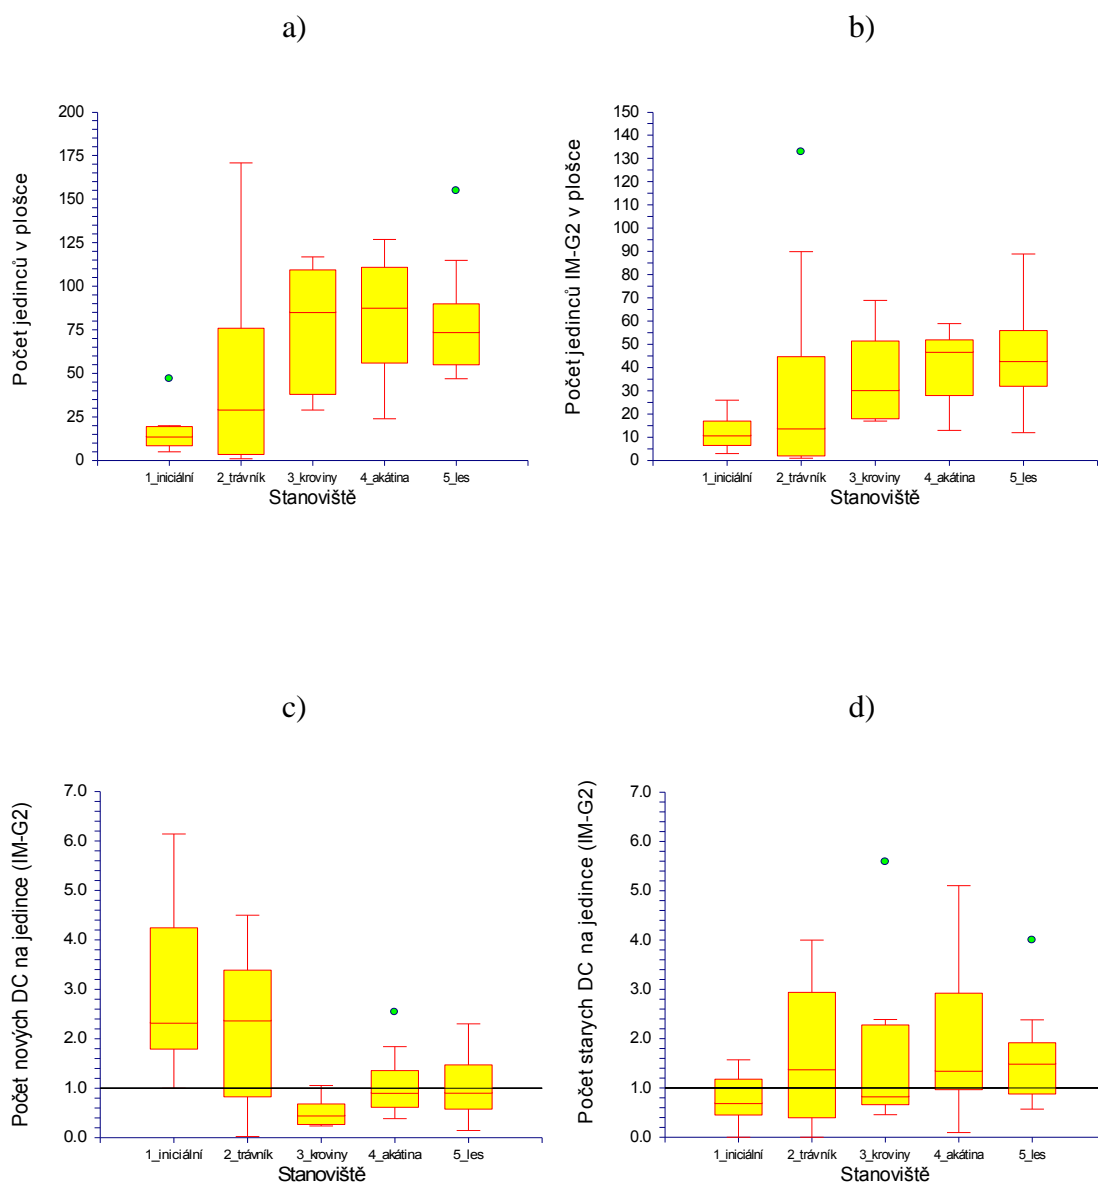 a)
b)
Počet jedinců v plošce
200
175
150
125
100
75
50
25
0
1_iniciální 2_trávník 3_kroviny 4_akátina 5_les
Stanoviště
Počet jedinců IM-G2 v plošce
150
140
130
120
110
100
90
80
70
60
50
40
30
20
10
0
1_iniciální 2_trávník 3_kroviny 4_akátina 5_les
Stanoviště
c)
d)
Počet nových DC na jedince (IM-G2)
7.0
6.0
5.0
4.0
3.0
2.0
1.0
0.0
1_iniciální 2_trávník 3_kroviny 4_akátina 5_les
Stanoviště
Počet starych DC na jedince (IM-G2)
7.0
6.0
5.0
4.0
3.0
2.0
1.0
0.0
1_iniciální 2_trávník 3_kroviny 4_akátina 5_les
Stanoviště